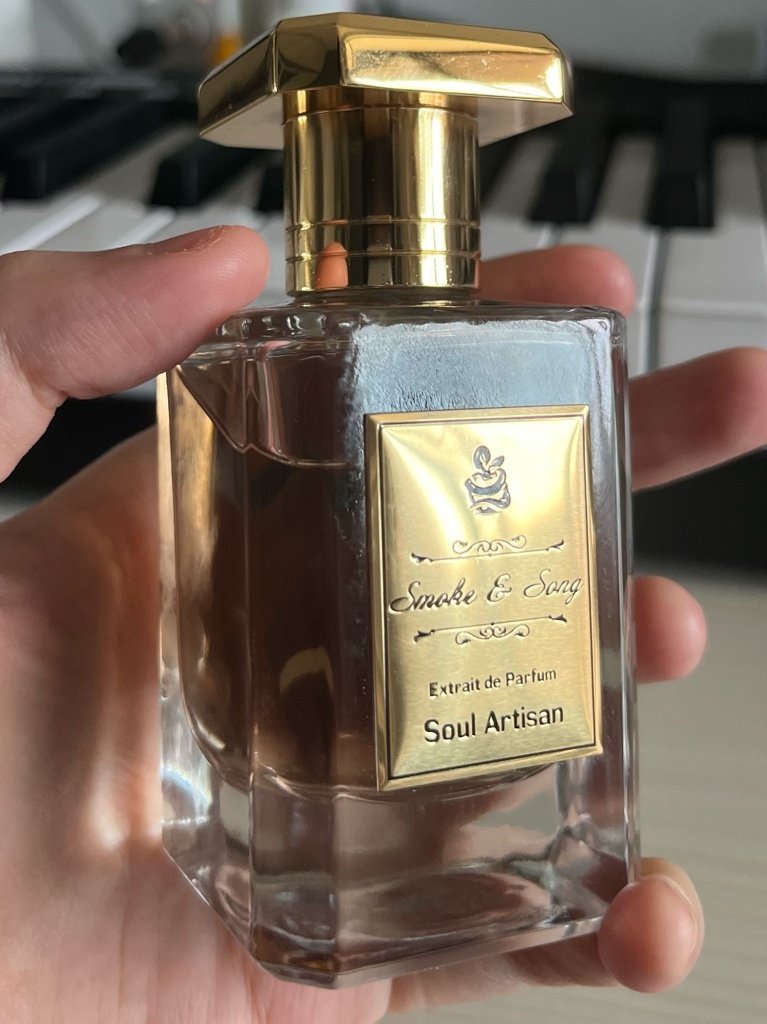 Smoke & Song
Extrait de Parfum
Soul Artisan